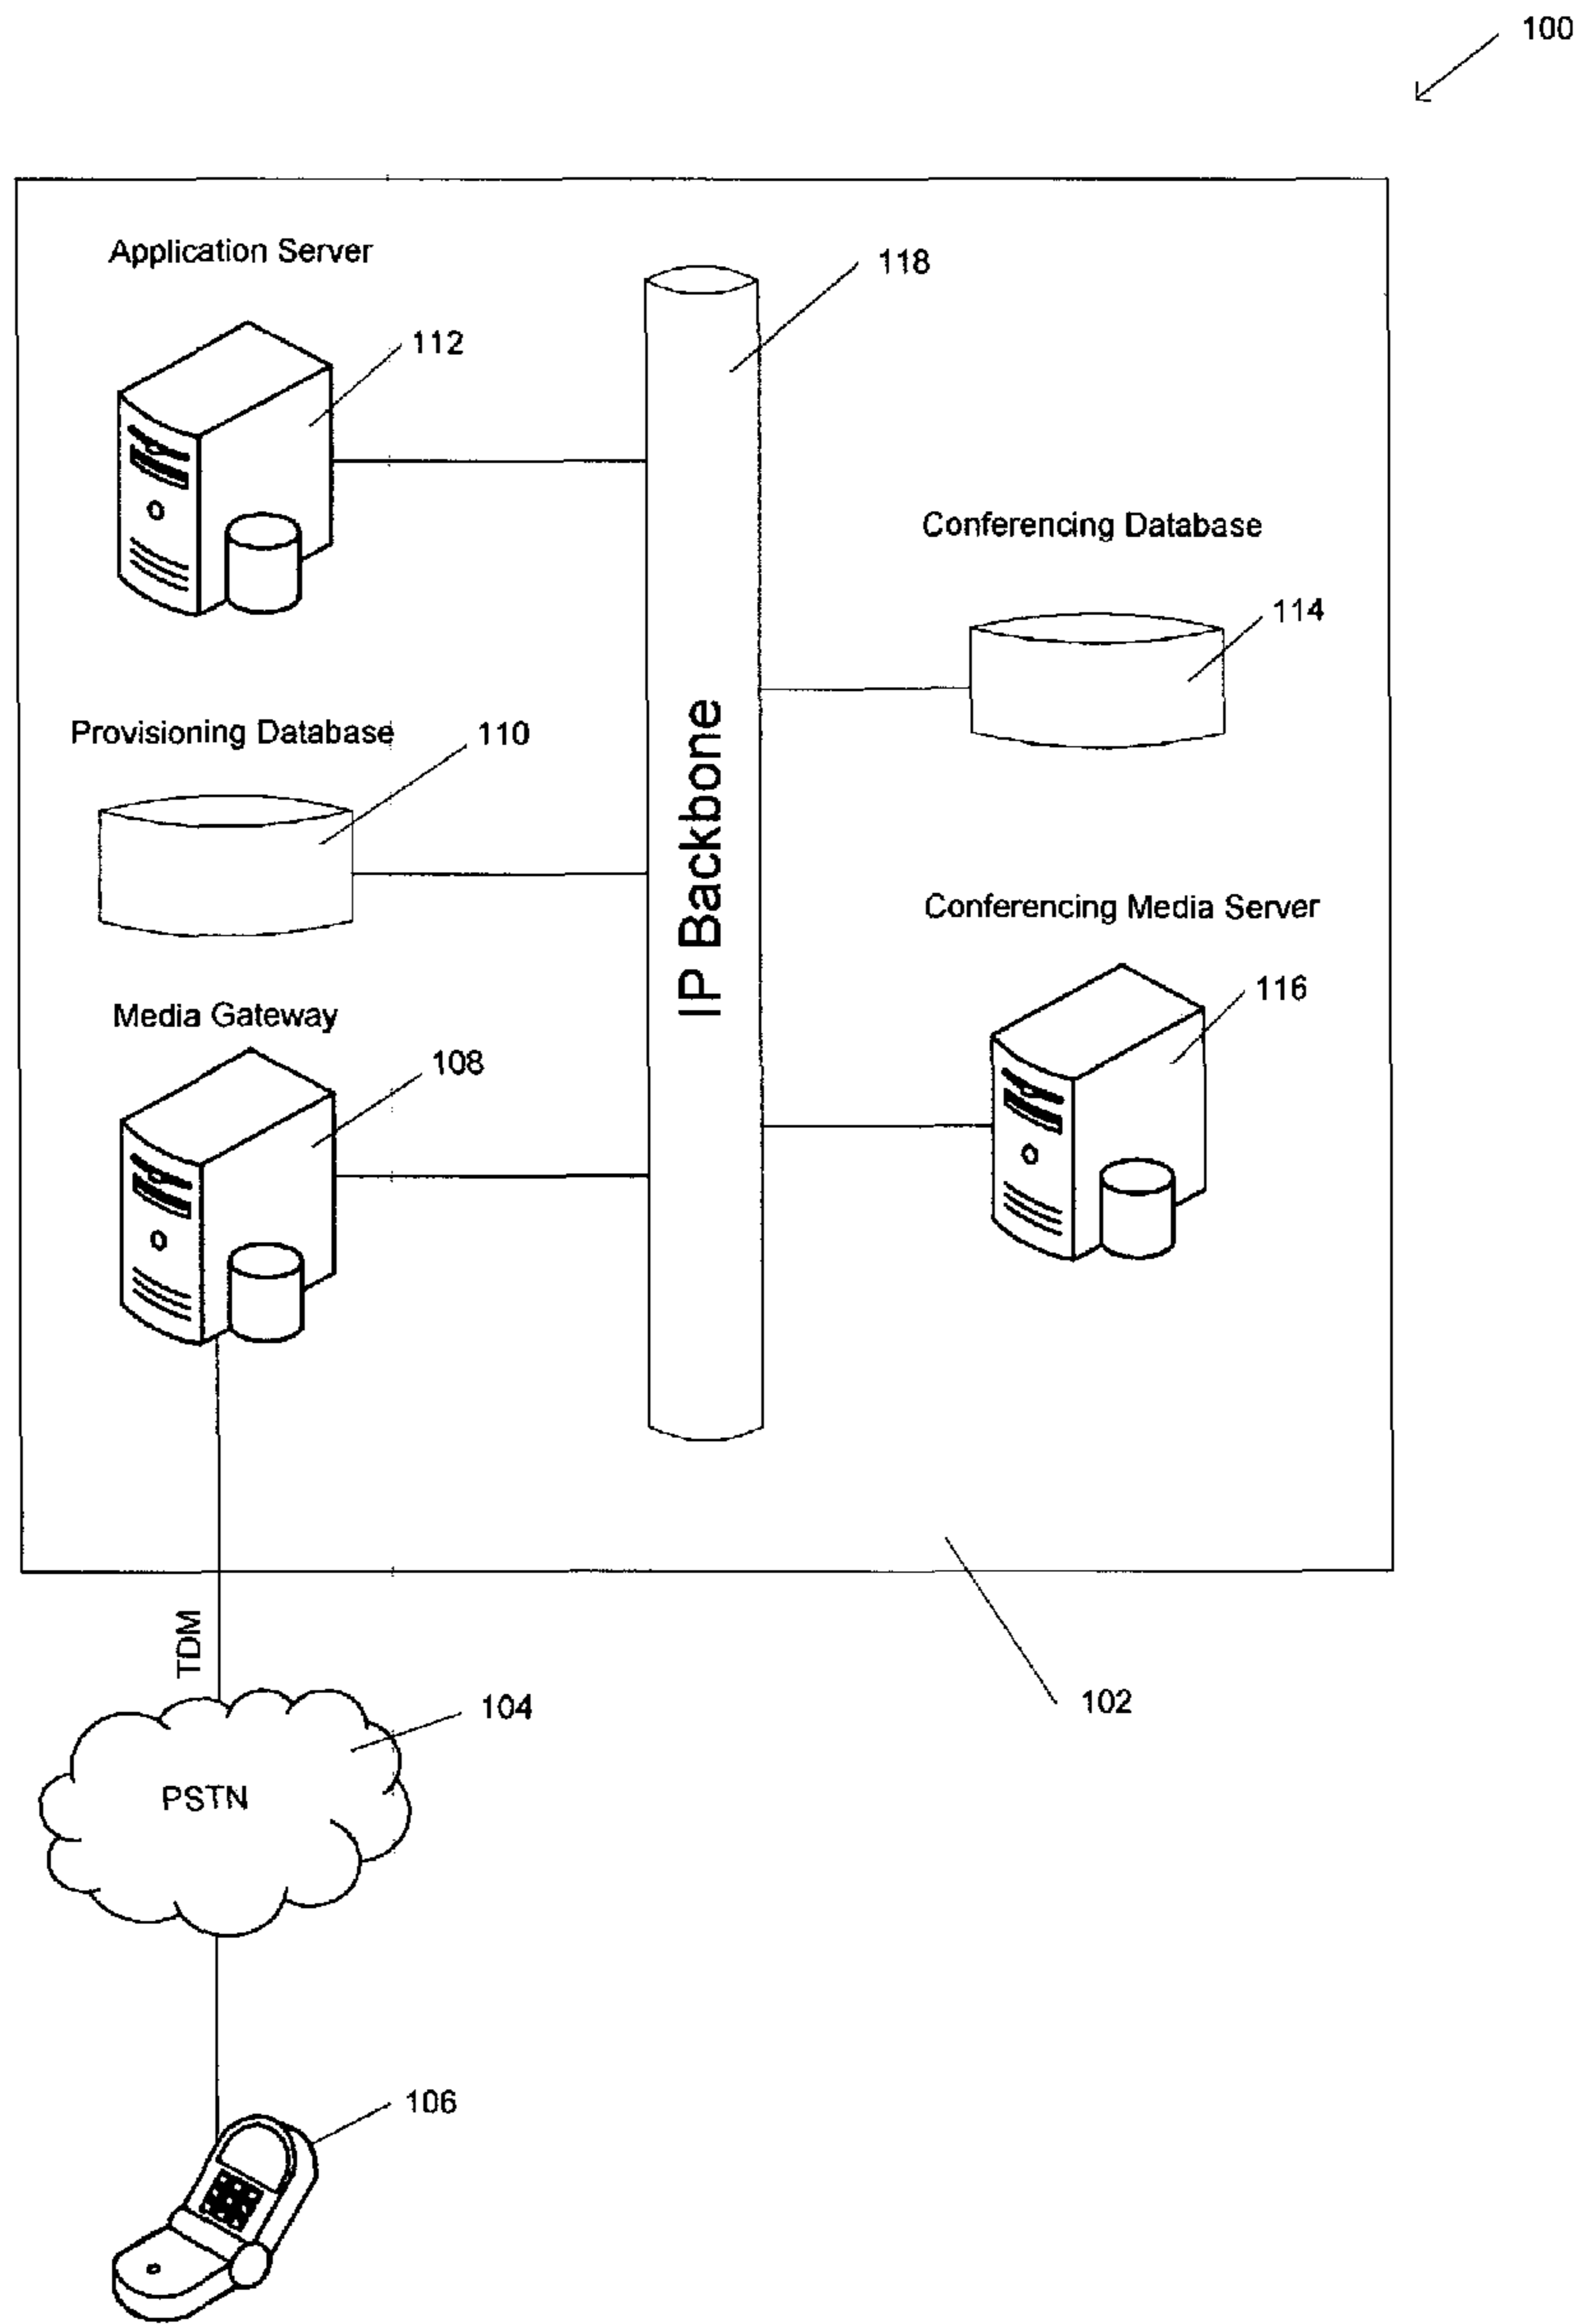 100
Application Server
118
112
Conferencing Database
114
Provisioning Database
110
IP Backbone
Conferencing Media Server
116
Media Gateway
108
TDM
102
104
PSTN
106